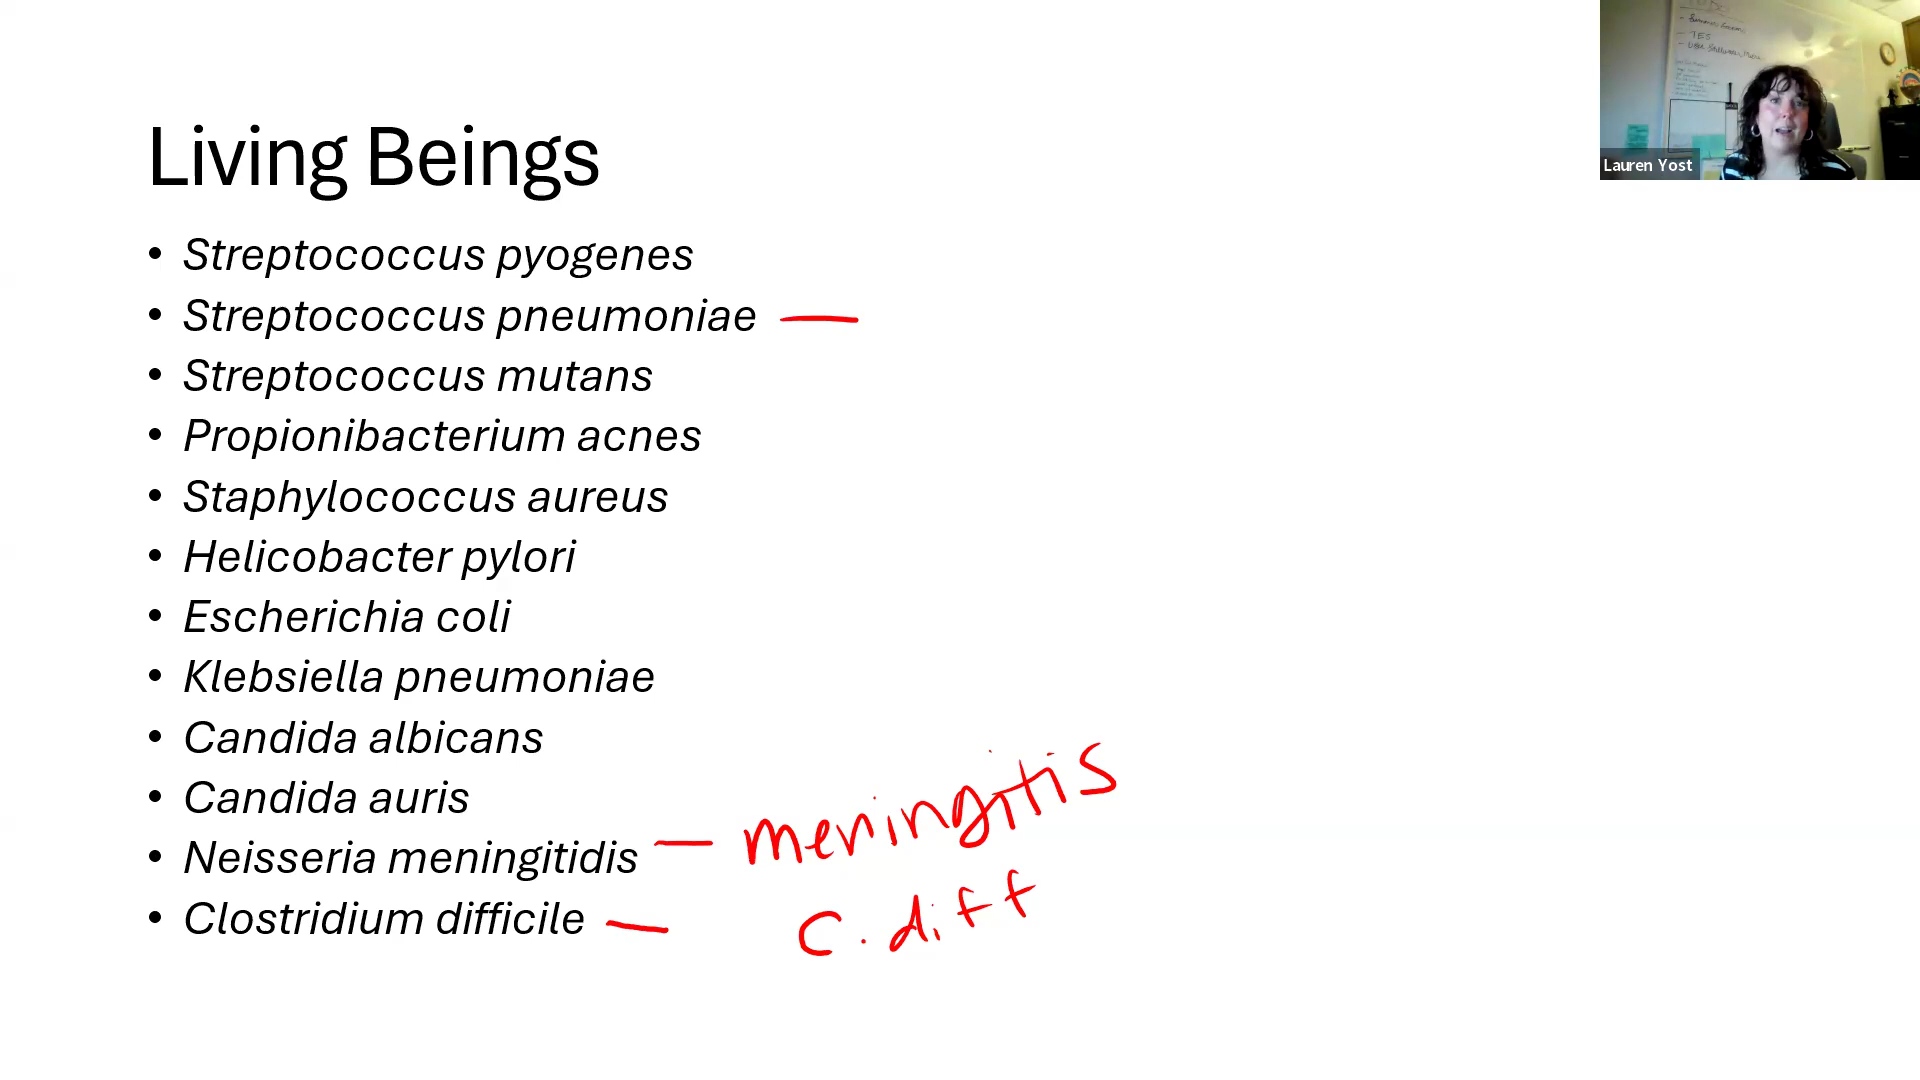 Living Beings
• Streptococcus pyogenes
• Streptococcus pneumoniae —
• Streptococcus mutans
• Propionibacterium acnes
• Staphylococcus aureus
• Helicobacter pylori
• Escherichia coli
• Klebsiella pneumoniae
• Candida albicans
• Candida auris
• Neisseria meningitidis — meningitis
• Clostridium difficile — C. diff
TES
Lauren Yost